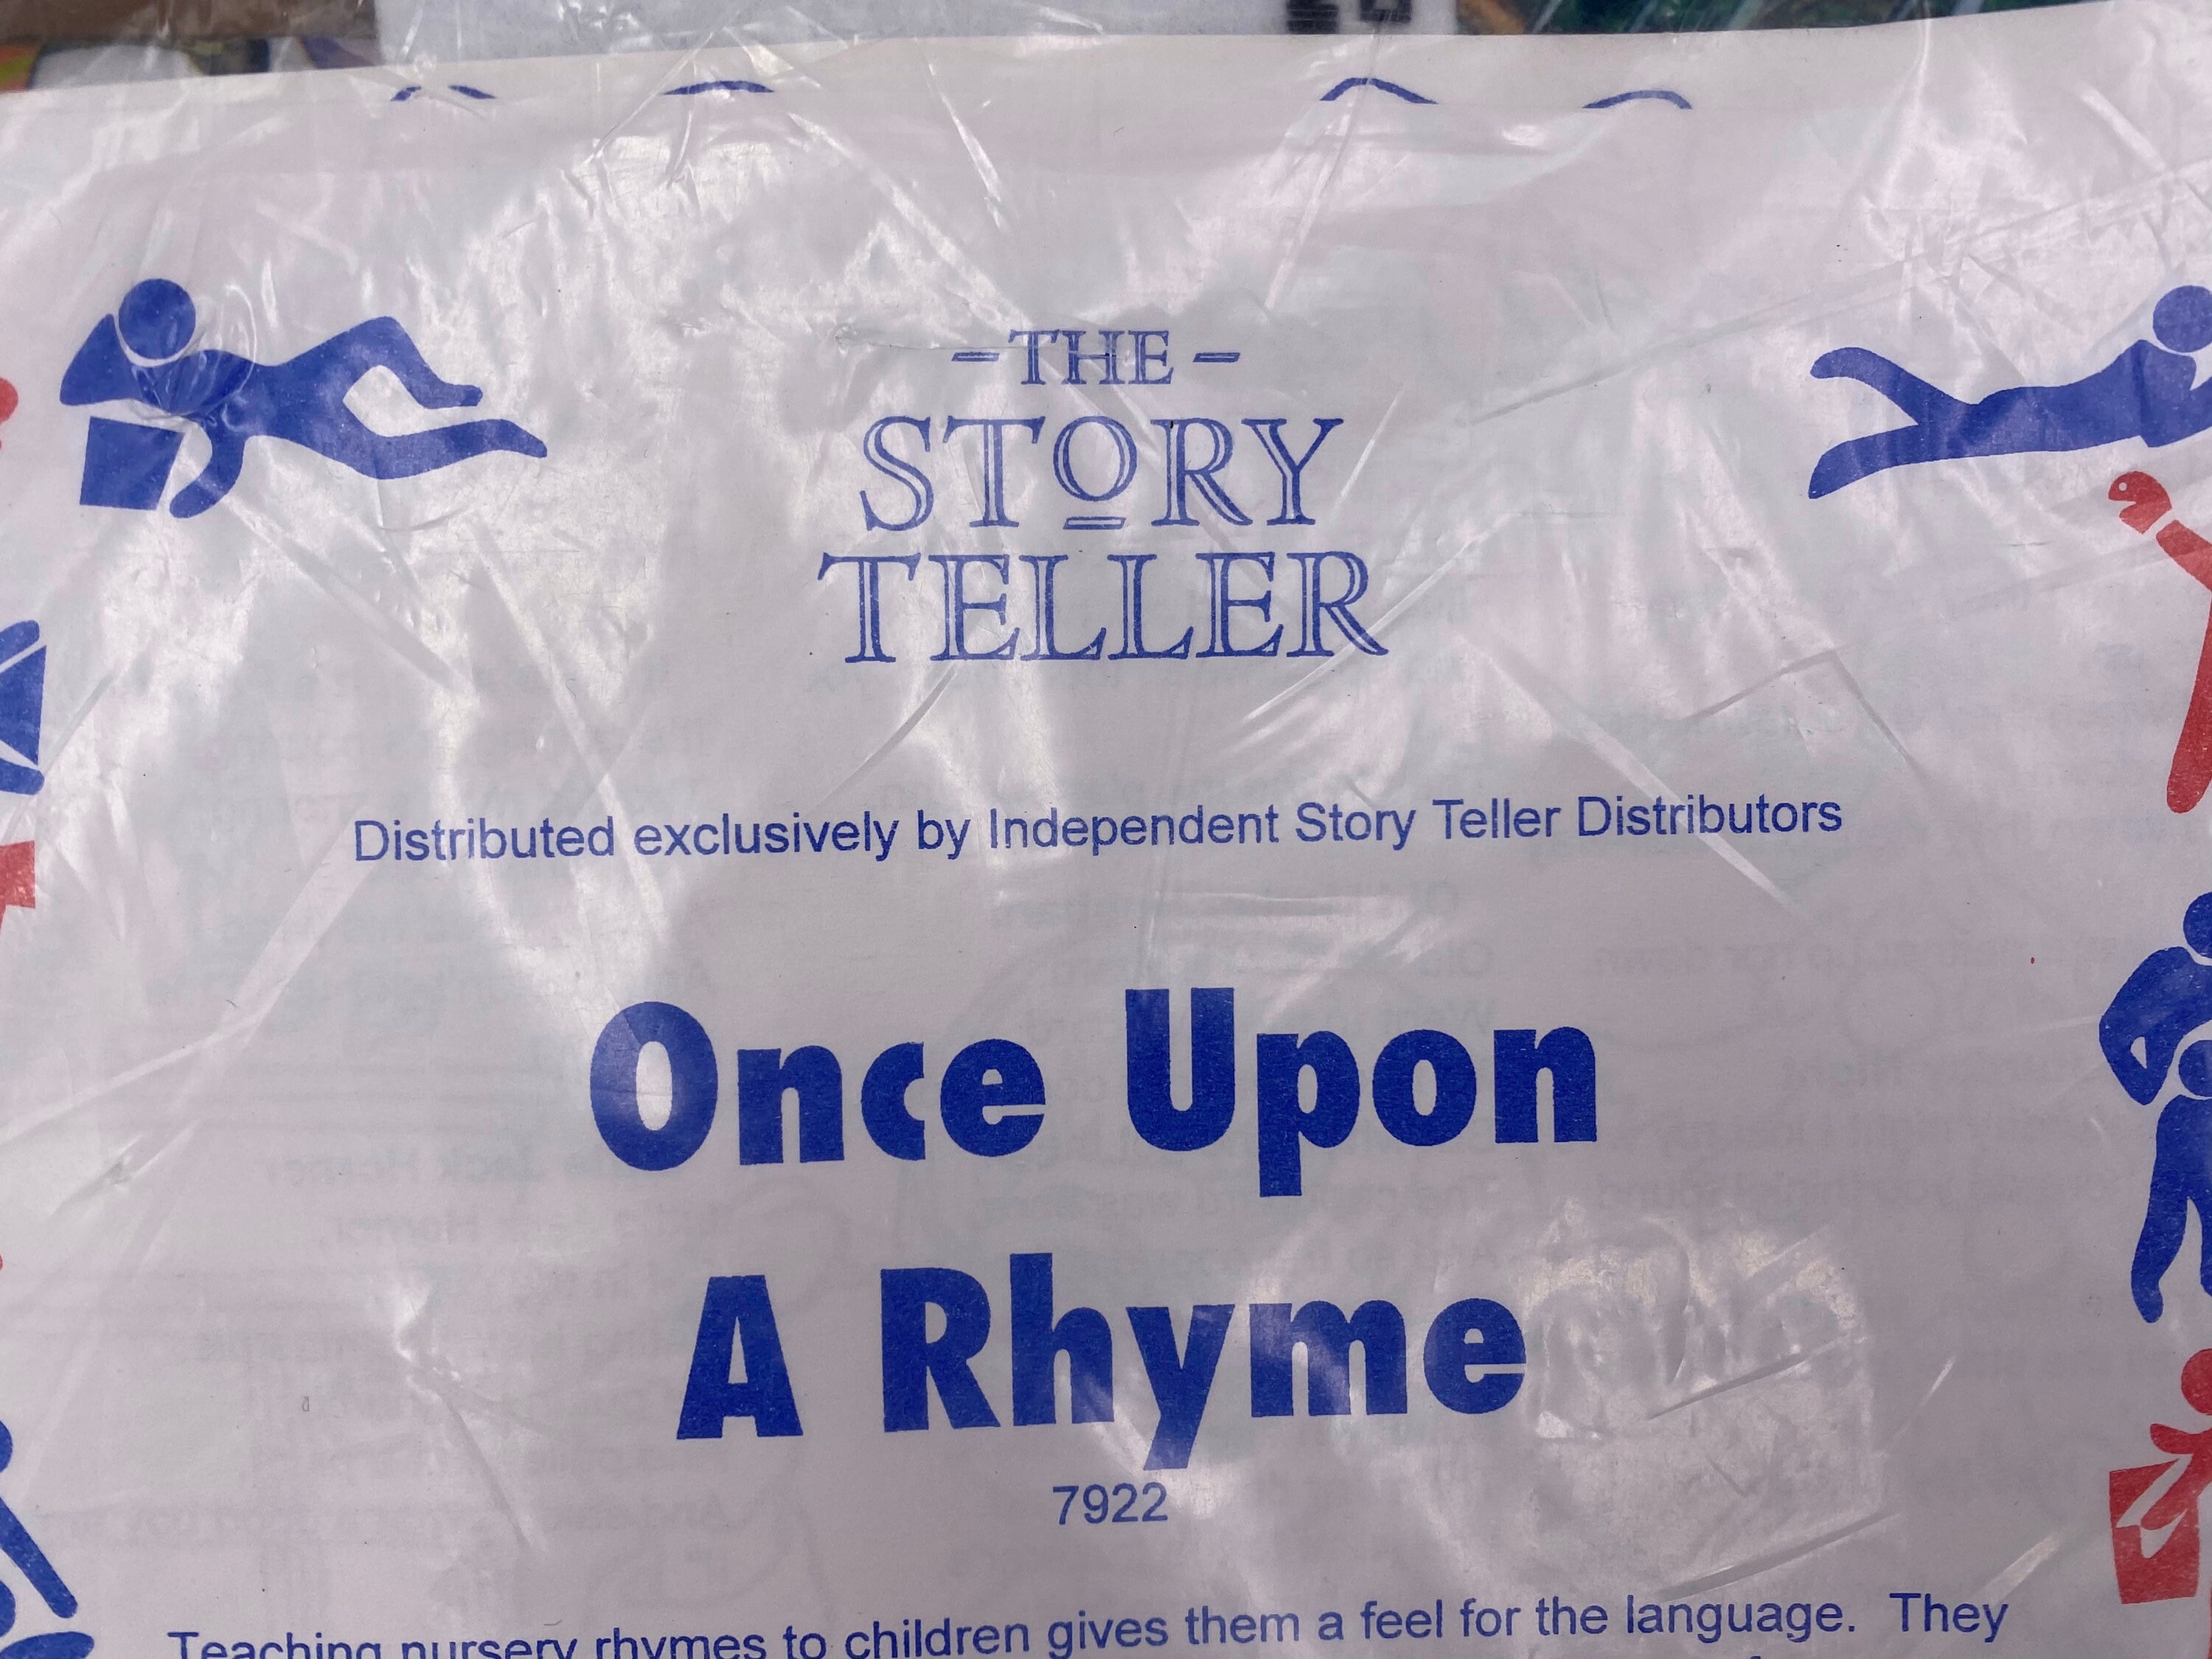 -THE-
STORY
TELLER
Distributed exclusively by Independent Story Teller Distributors
Once Upon
A Rhyme
7922
Teaching nursery rhymes to children gives them a feel for the language. They